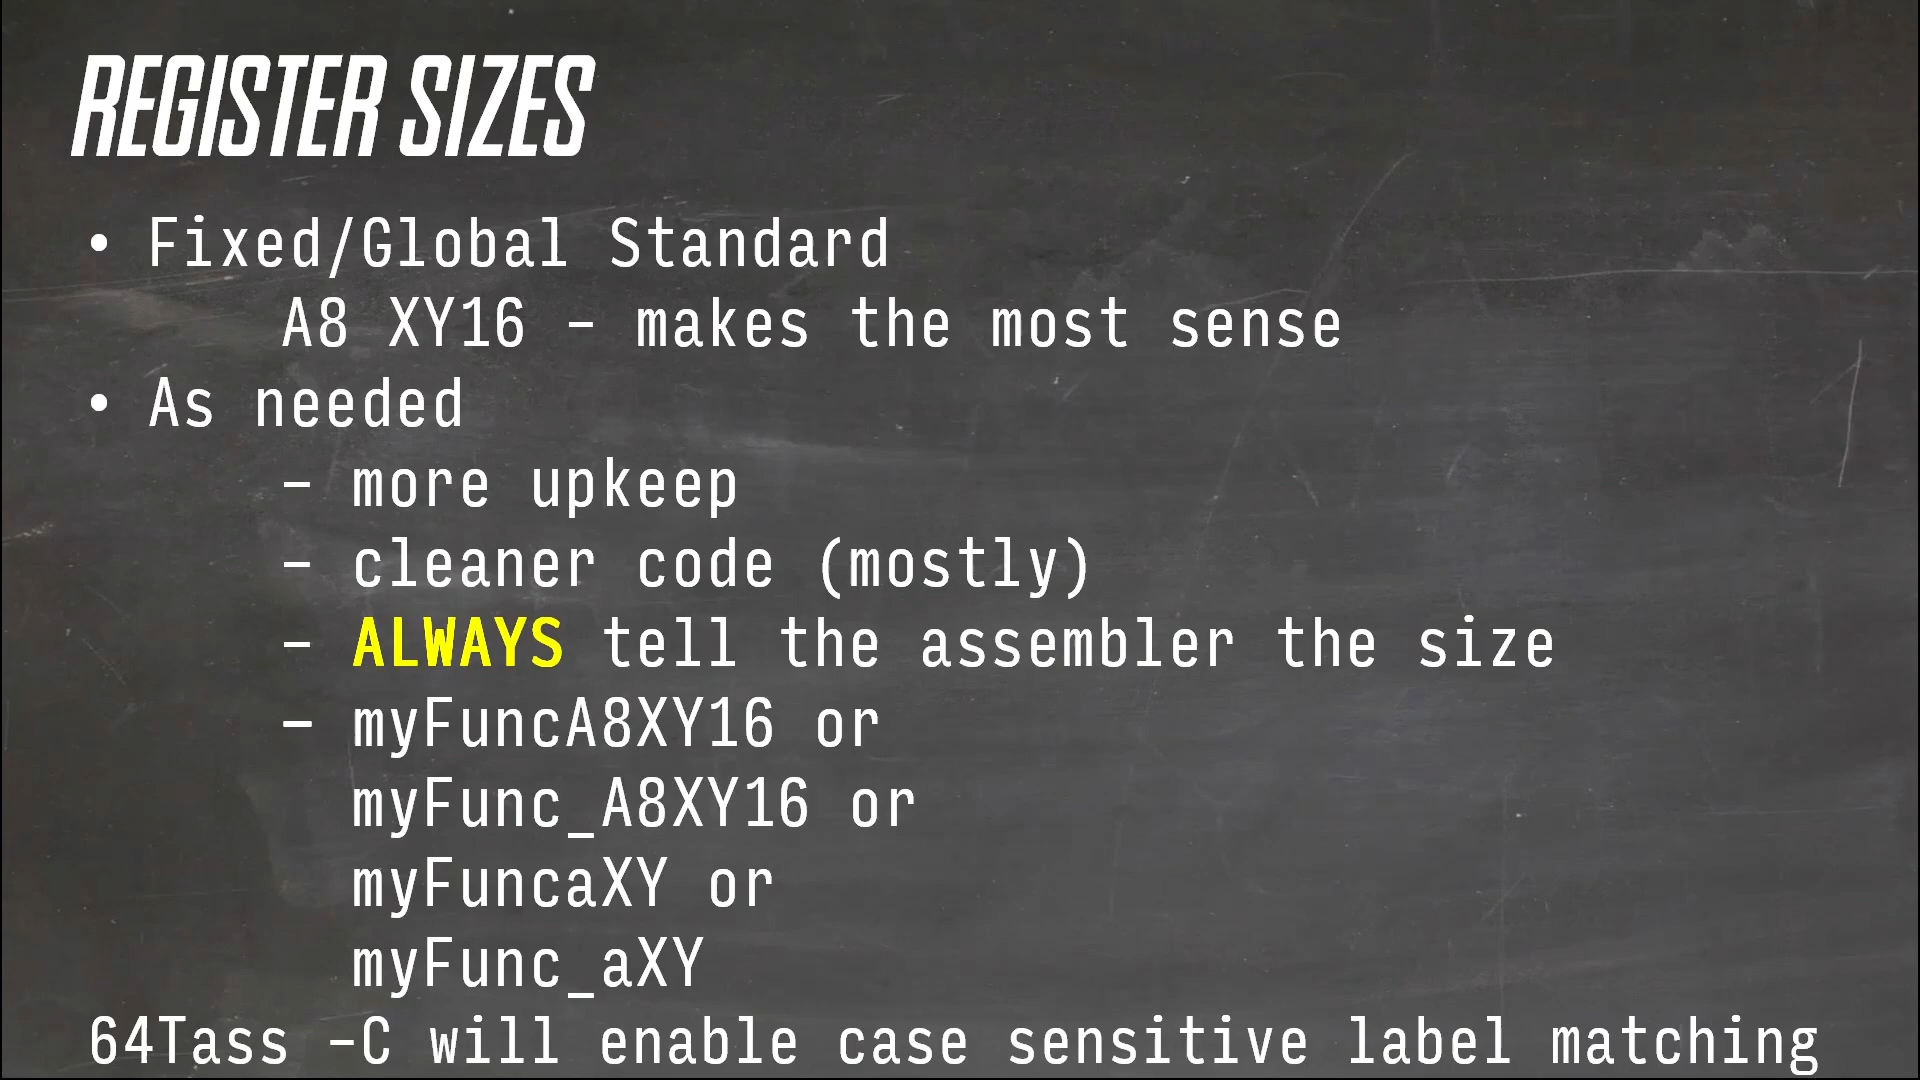 REGISTER SIZES
• Fixed/Global Standard
A8 XY16 – makes the most sense
• As needed
– more upkeep
– cleaner code (mostly)
– ALWAYS tell the assembler the size
– myFuncA8XY16 or
myFunc_A8XY16 or
myFuncaXY or
myFunc_aXY
64Tass –C will enable case sensitive label matching